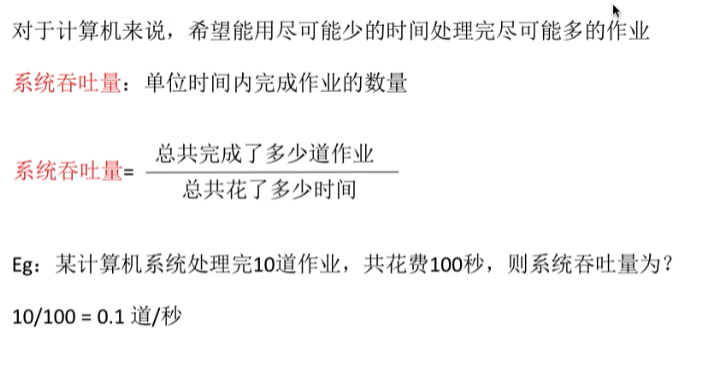 对于计算机来说，希望能用尽可能少的时间处理完尽可能多的作业
系统吞吐量：单位时间内完成作业的数量
总共完成了多少道作业
系统吞吐量=
总共花了多少时间
Eg：某计算机系统处理完10道作业，共花费100秒，则系统吞吐量为？
10/100 = 0.1 道/秒